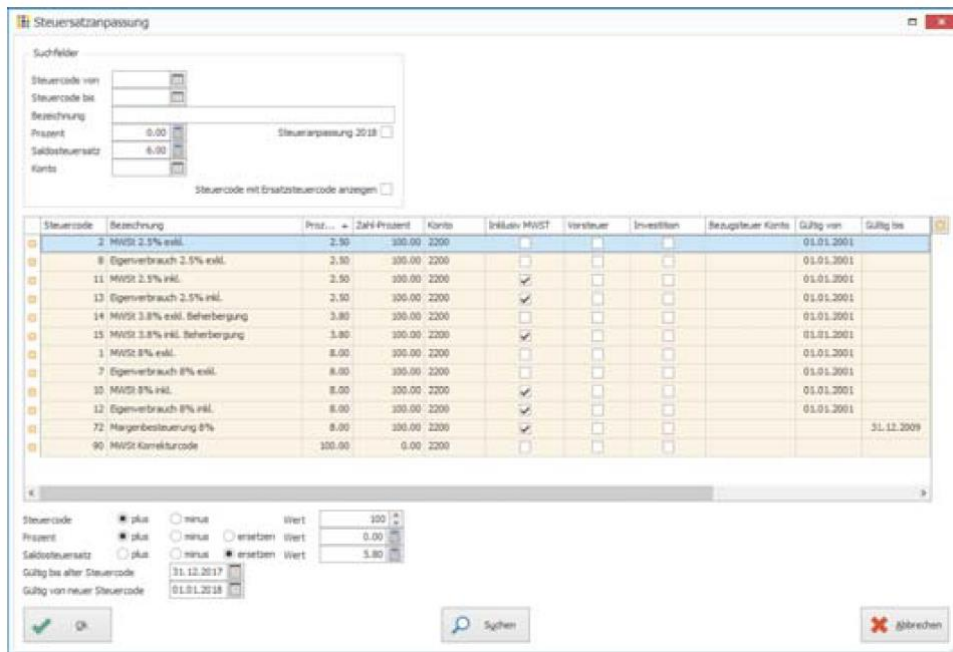 Steuersatzanpassung
Suchfelder
Steuercode von
Steuercode bis
Bezeichnung
Prozent 0.00 Steueranpassung 2018
Saldosteuersatz 6.00
Konto
Steuercode mit Ersatzsteuercode anzeigen
Steuercode Bezeichnung Proz... Zahl-Prozent Konto Inklusiv MWST Vorsteuer Investition Bezugsteuer Konto Gültig von Gültig bis
2 MWSt 2.5% exkl. 2.50 100.00 2200 01.01.2001
8 Eigenverbrauch 2.5% exkl. 2.50 100.00 2200 01.01.2001
11 MWSt 2.5% inkl. 2.50 100.00 2200 01.01.2001
13 Eigenverbrauch 2.5% inkl. 2.50 100.00 2200 01.01.2001
14 MWSt 3.8% exkl. Beherbergung 3.80 100.00 2200 01.01.2001
15 MWSt 3.8% inkl. Beherbergung 3.80 100.00 2200 01.01.2001
1 MWSt 8% exkl. 8.00 100.00 2200 01.01.2001
7 Eigenverbrauch 8% exkl. 8.00 100.00 2200 01.01.2001
10 MWSt 8% inkl. 8.00 100.00 2200 01.01.2001
12 Eigenverbrauch 8% inkl. 8.00 100.00 2200 01.01.2001
72 Margenbesteuerung 8% 8.00 100.00 2200 31.12.2009
90 MWSt Korrekturcode 100.00 0.00 2200
Steuercode plus minus Wert 100
Prozent plus minus ersetzen Wert 0.00
Saldosteuersatz plus minus ersetzen Wert 5.80
Gültig bis alter Steuercode 31.12.2017
Gültig von neuer Steuercode 01.01.2018
Ok Suchen Abbrechen